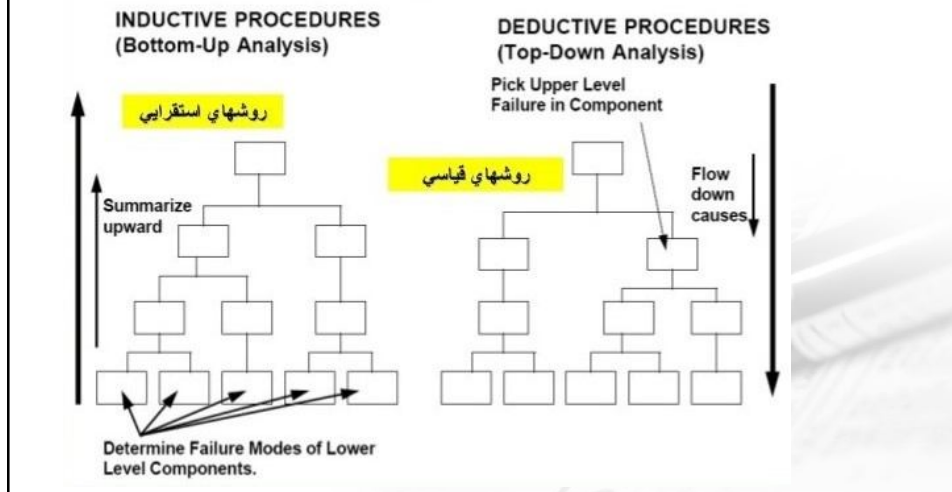 INDUCTIVE PROCEDURES
(Bottom-Up Analysis)
روشهاي استقرايي
Summarize
upward
Determine Failure Modes of Lower
Level Components.
DEDUCTIVE PROCEDURES
(Top-Down Analysis)
Pick Upper Level
Failure in Component
روشهاي قياسي
Flow
down
causes